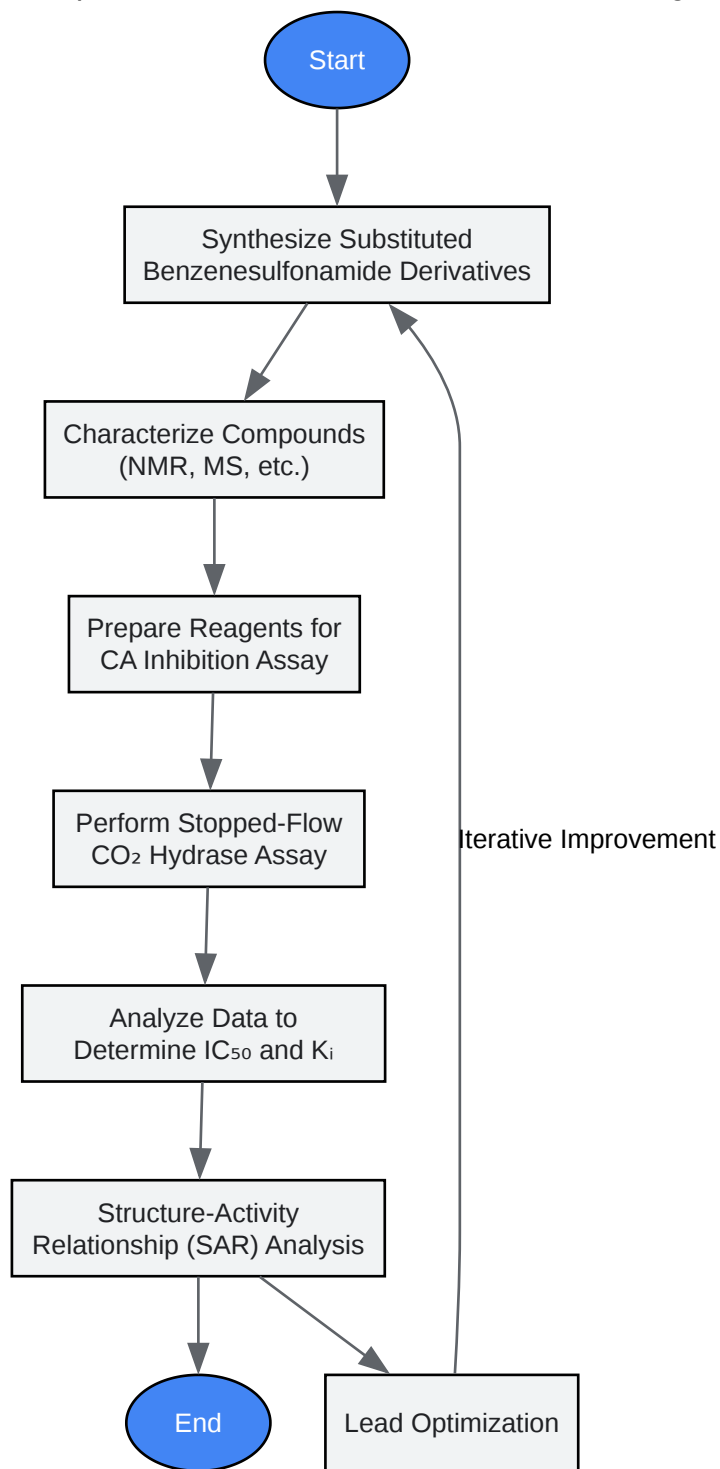 Start
Synthesize Substituted
Benzenesulfonamide Derivatives
Characterize Compounds
(NMR, MS, etc.)
Prepare Reagents for
CA Inhibition Assay
Perform Stopped-Flow
CO₂ Hydrase Assay
Iterative Improvement
Analyze Data to
Determine IC₅₀ and Kᵢ
Structure-Activity
Relationship (SAR) Analysis
End
Lead Optimization